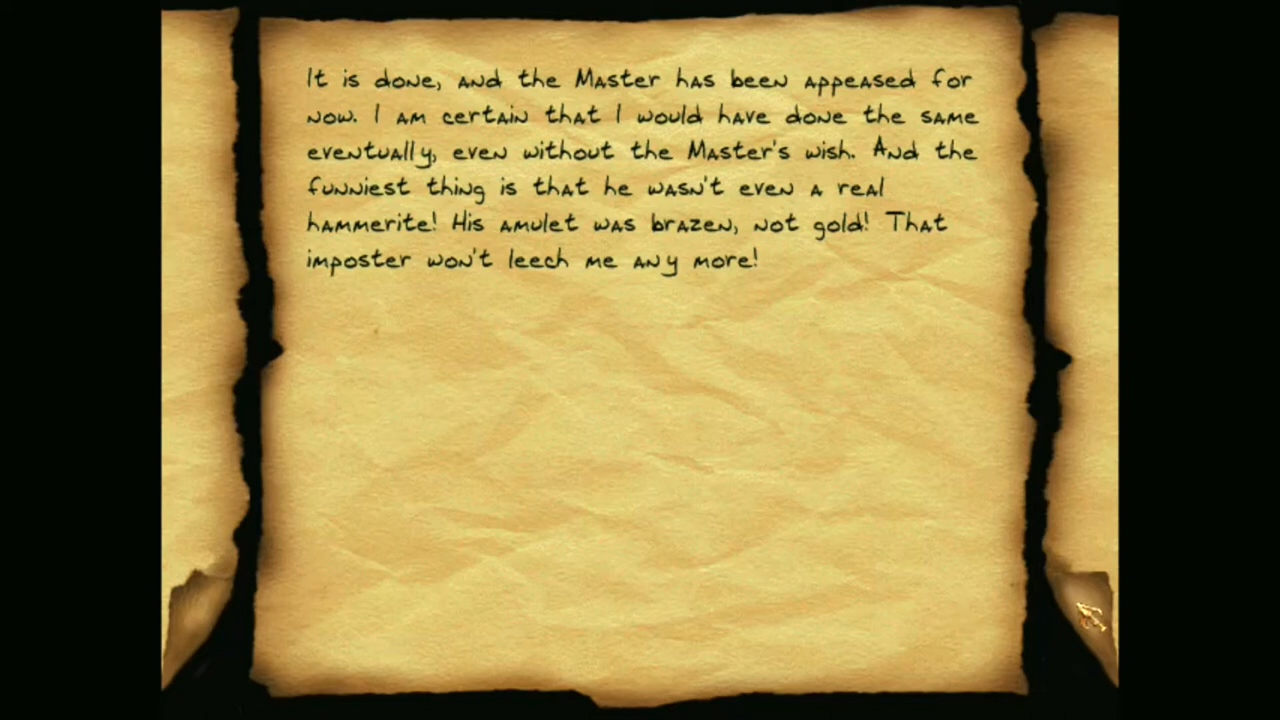 It is done, and the Master has been appeased for
now. I am certain that I would have done the same
eventually, even without the Master's wish. And the
funniest thing is that he wasn't even a real
hammerite! His amulet was brazen, not gold! That
imposter won't leech me any more!